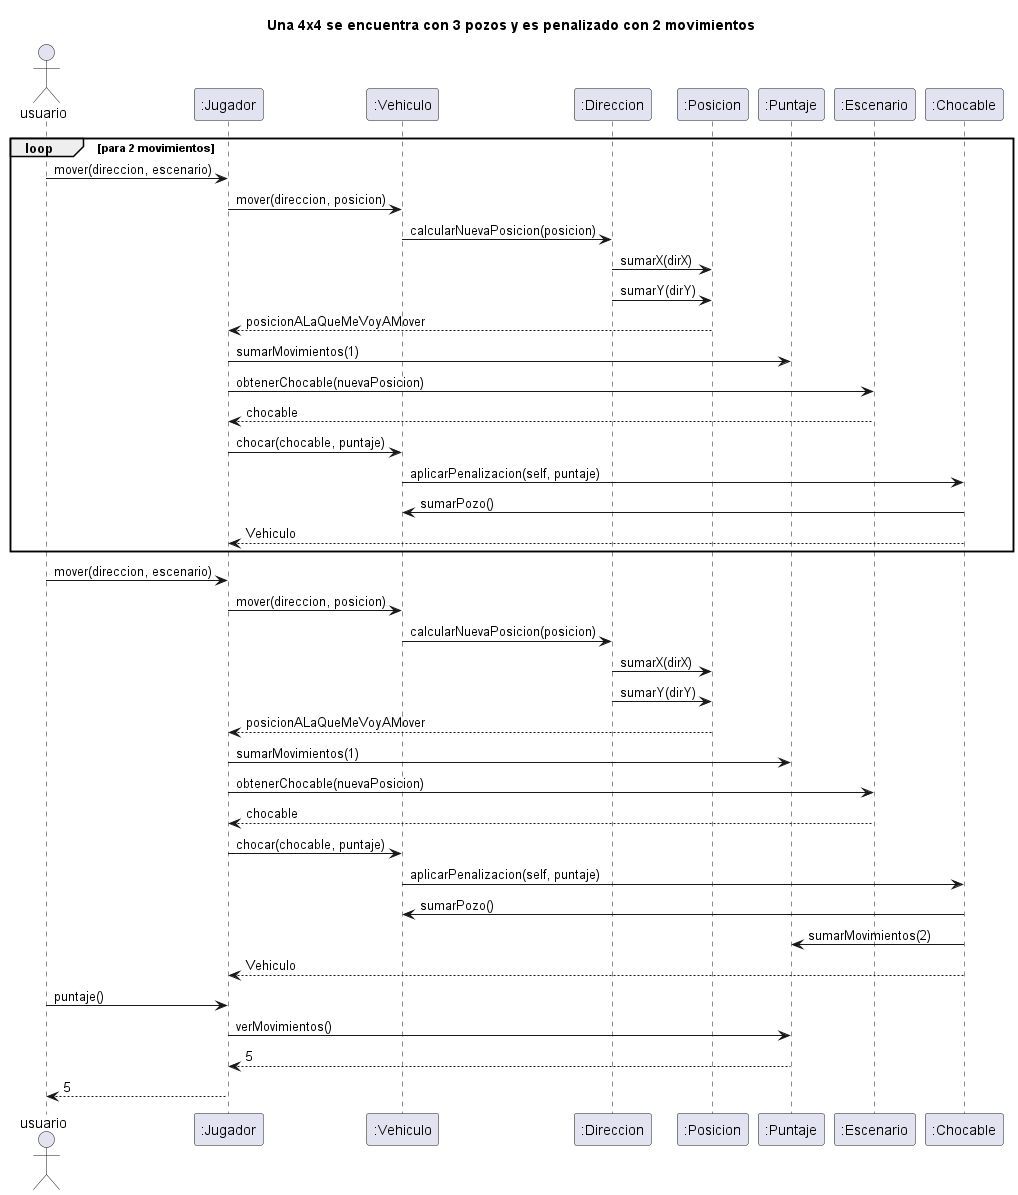 Una 4x4 se encuentra con 3 pozos y es penalizado con 2 movimientos
usuario
:Jugador
:Vehiculo
:Direccion
:Posicion
:Puntaje
:Escenario
:Chocable
loop [para 2 movimientos]
mover(direccion, escenario)
mover(direccion, posicion)
calcularNuevaPosicion(posicion)
sumarX(dirX)
sumarY(dirY)
posicionALaQueMeVoyAMover
sumarMovimientos(1)
obtenerChocable(nuevaPosicion)
chocable
chocar(chocable, puntaje)
aplicarPenalizacion(self, puntaje)
sumarPozo()
Vehiculo
mover(direccion, escenario)
mover(direccion, posicion)
calcularNuevaPosicion(posicion)
sumarX(dirX)
sumarY(dirY)
posicionALaQueMeVoyAMover
sumarMovimientos(1)
obtenerChocable(nuevaPosicion)
chocable
chocar(chocable, puntaje)
aplicarPenalizacion(self, puntaje)
sumarPozo()
sumarMovimientos(2)
Vehiculo
puntaje()
verMovimientos()
5
5
usuario
:Jugador
:Vehiculo
:Direccion
:Posicion
:Puntaje
:Escenario
:Chocable